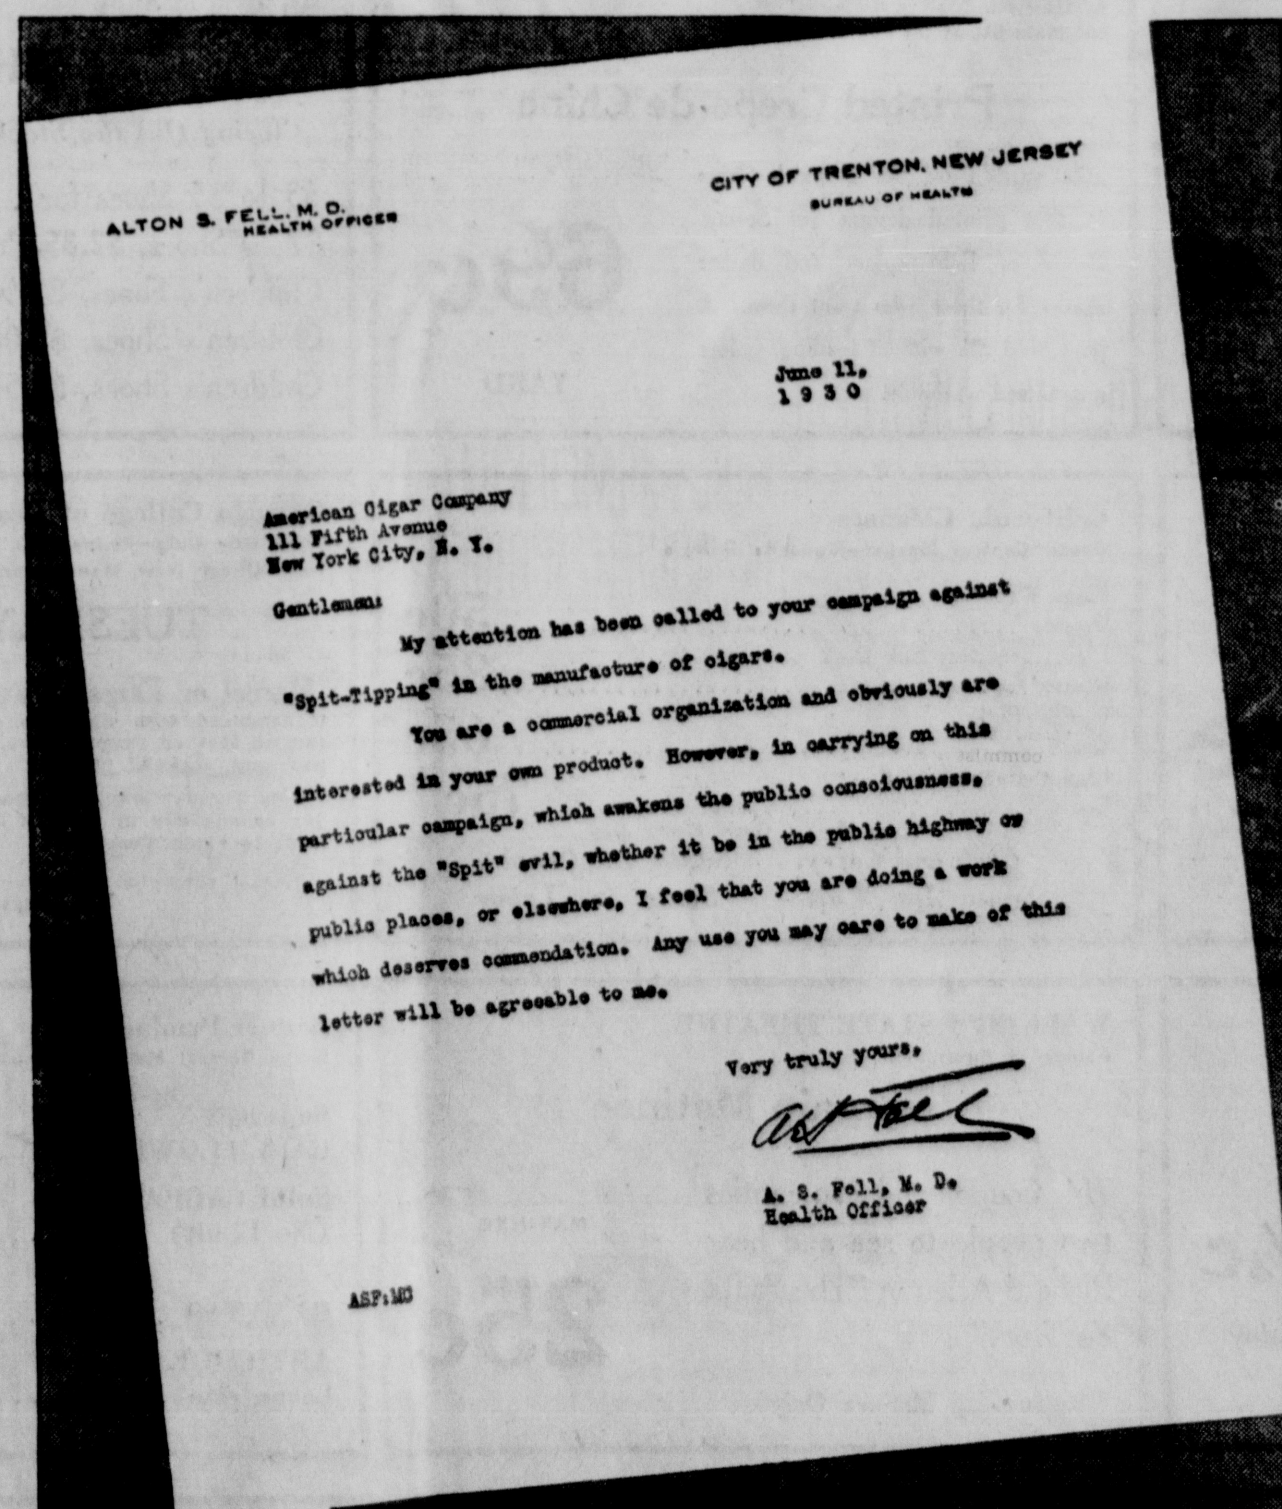 ALTON S. FELL, M. D.
HEALTH OFFICER
CITY OF TRENTON, NEW JERSEY
BUREAU OF HEALTH
June 11,
1 9 3 0
American Cigar Company
111 Fifth Avenue
New York City, N. Y.
Gentlemen:
My attention has been called to your campaign against
"Spit-Tipping" in the manufacture of cigars.
You are a commercial organization and obviously are
interested in your own product. However, in carrying on this
particular campaign, which awakens the public consciousness,
against the "Spit" evil, whether it be in the public highway or
public places, or elsewhere, I feel that you are doing a work
which deserves commendation. Any use you may care to make of this
letter will be agreeable to me.
Very truly yours,
A. S. Fell, M. D.
Health Officer
ASF:MG